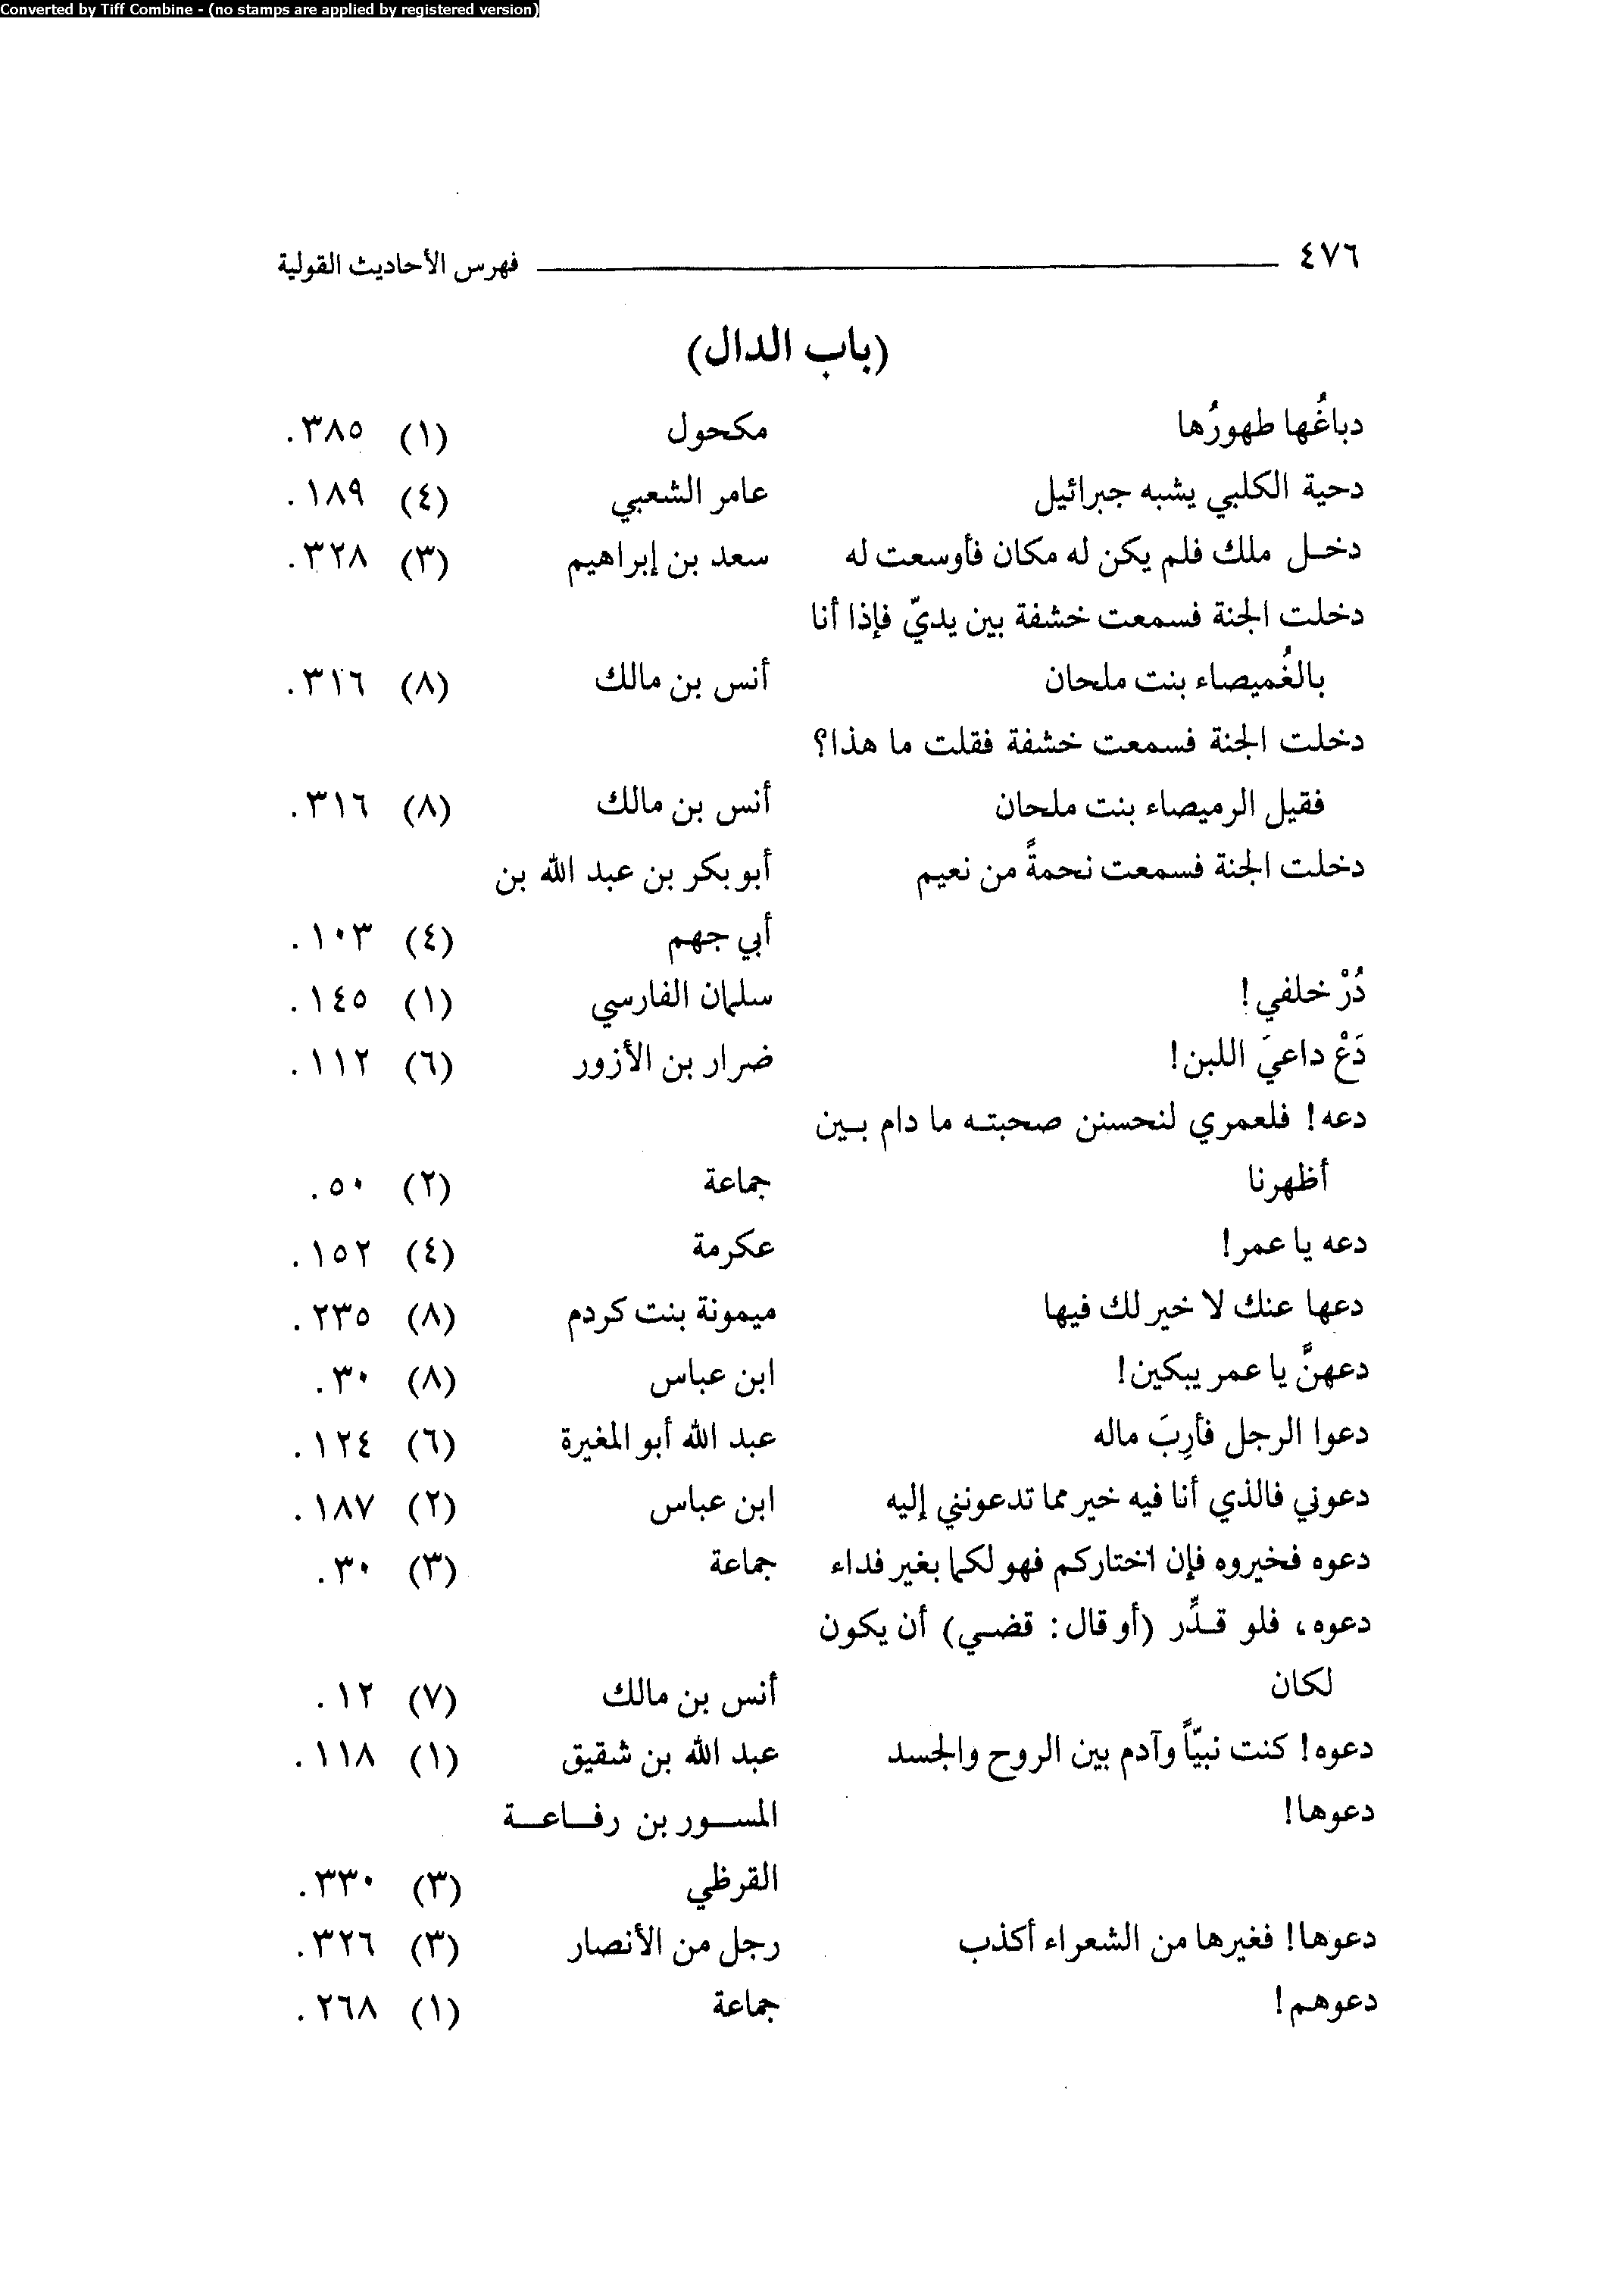 Converted by Tiff Combine - (no stamps are applied by registered version)
٤٧٦ فهرس الأحاديث القولية
(باب الدال)
دباغُها طهورُها مكحول (١) ٣٨٥.
دحية الكلبي يشبه جبرائيل عامر الشعبي (٤) ١٨٩.
دخل ملك فلم يكن له مكان فأوسعت له سعد بن إبراهيم (٣) ٣٢٨.
دخلت الجنة فسمعت خشفة بين يديّ فإذا أنا
بالغُميصاء بنت ملحان أنس بن مالك (٨) ٣١٦.
دخلت الجنة فسمعت خشفة فقلت ما هذا؟
فقيل الرميصاء بنت ملحان أنس بن مالك (٨) ٣١٦.
دخلت الجنة فسمعت نحمةً من نعيم أبو بكر بن عبد الله بن
أبي جهم (٤) ١٠٣.
دُرْ خلفي! سلمان الفارسي (١) ١٤٥.
دَعْ داعيَ اللبن! ضرار بن الأزور (٦) ١١٢.
دعه! فلعمري لنحسنن صحبته ما دام بين
أظهرنا جماعة (٢) ٥٠.
دعه يا عمر! عكرمة (٤) ١٥٢.
دعها عنك لا خير لك فيها ميمونة بنت كردم (٨) ٢٣٥.
دعهنَّ يا عمر يبكين! ابن عباس (٨) ٣٠.
دعوا الرجل فأرِبَ ماله عبد الله أبو المغيرة (٦) ١٢٤.
دعوني فالذي أنا فيه خير مما تدعونني إليه ابن عباس (٢) ١٨٧.
دعوه فخيروه فإن اختاركم فهو لكما بغير فداء جماعة (٣) ٣٠.
دعوه، فلو قدِّر (أو قال: قضي) أن يكون
لكان أنس بن مالك (٧) ١٢.
دعوه! كنت نبيّاً وآدم بين الروح والجسد عبد الله بن شقيق (١) ١١٨.
دعوها! المسور بن رفاعة
القرظي (٣) ٣٣٠.
دعوها! فغيرها من الشعراء أكذب رجل من الأنصار (٣) ٣٢٦.
دعوهم! جماعة (١) ٢٦٨.